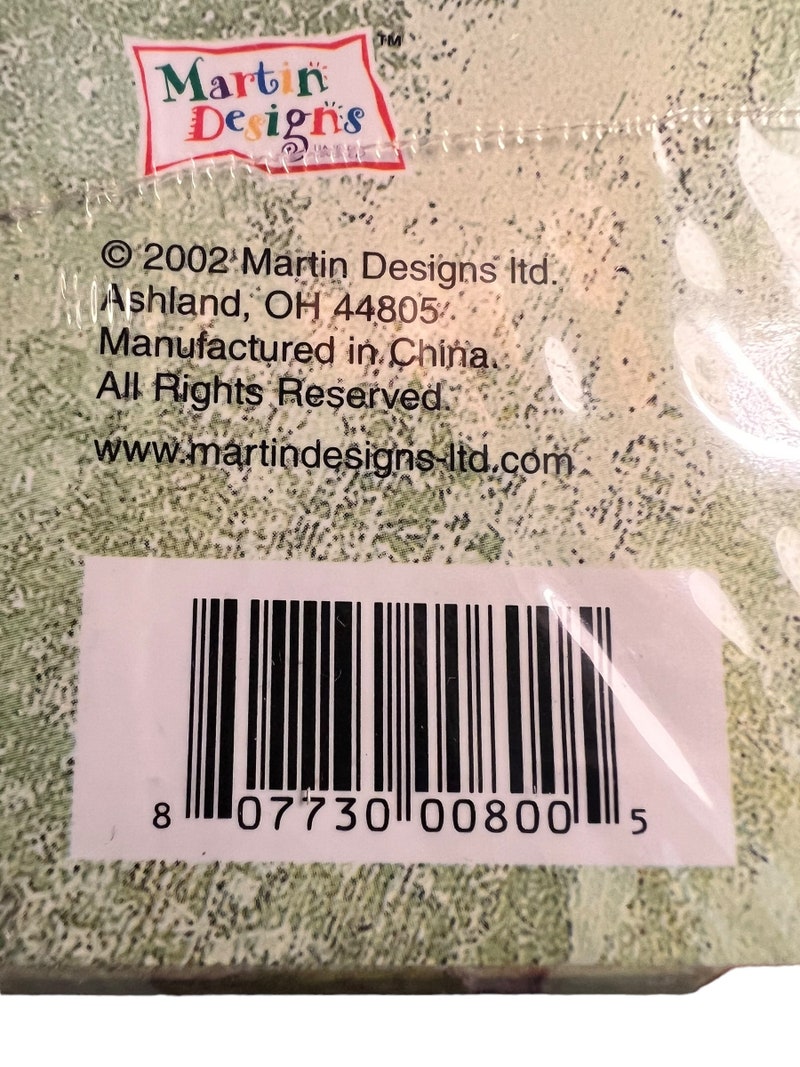 Martin
Designs
TM
© 2002 Martin Designs ltd.
Ashland, OH 44805
Manufactured in China.
All Rights Reserved.
www.martindesigns-ltd.com
8 07730 00800 5